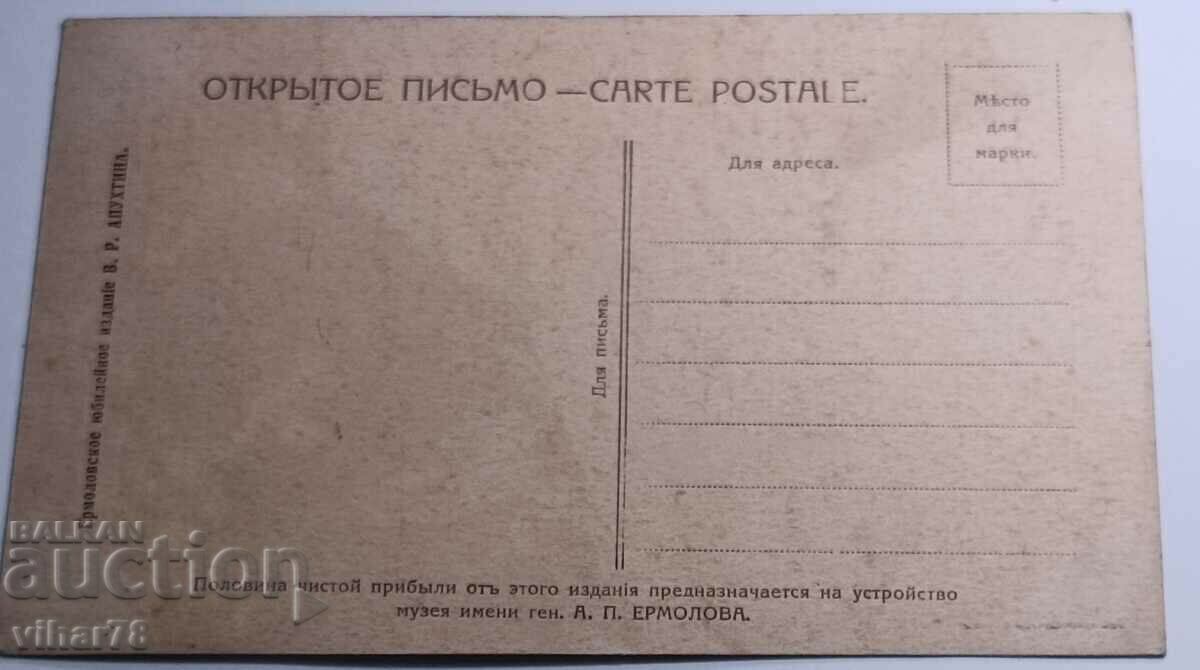 ОТКРЫТОЕ ПИСЬМО — CARTE POSTALE.
Мѣсто
для
марки.
Для адреса.
Ермоловское юбилейное изданіе В. Р. АПУХТИНА.
Для письма.
Половина чистой прибыли отъ этого изданія предназначается на устройство
музея имени ген. А. П. ЕРМОЛОВА.
BALKAN
auction
vihar78